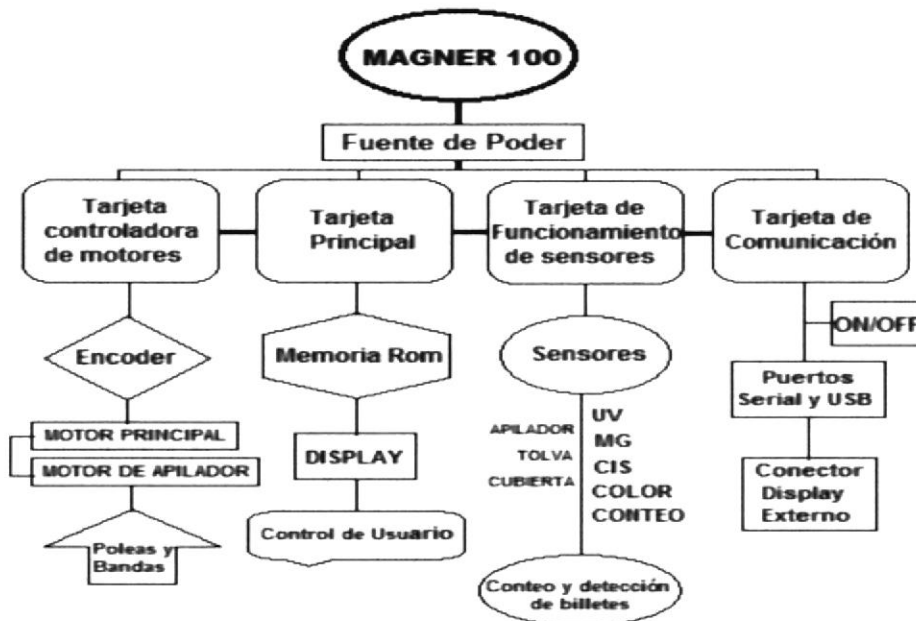 MAGNER 100
Fuente de Poder
Tarjeta
controladora
de motores
Tarjeta
Principal
Tarjeta de
Funcionamiento
de sensores
Tarjeta de
Comunicación
Encoder
MOTOR PRINCIPAL
MOTOR DE APILADOR
Poleas y
Bandas
Memoria Rom
DISPLAY
Control de Usuario
Sensores
APILADOR
TOLVA
CUBIERTA
UV
MG
CIS
COLOR
CONTEO
Conteo y detección
de billetes
ON/OFF
Puertos
Serial y USB
Conector
Display
Externo